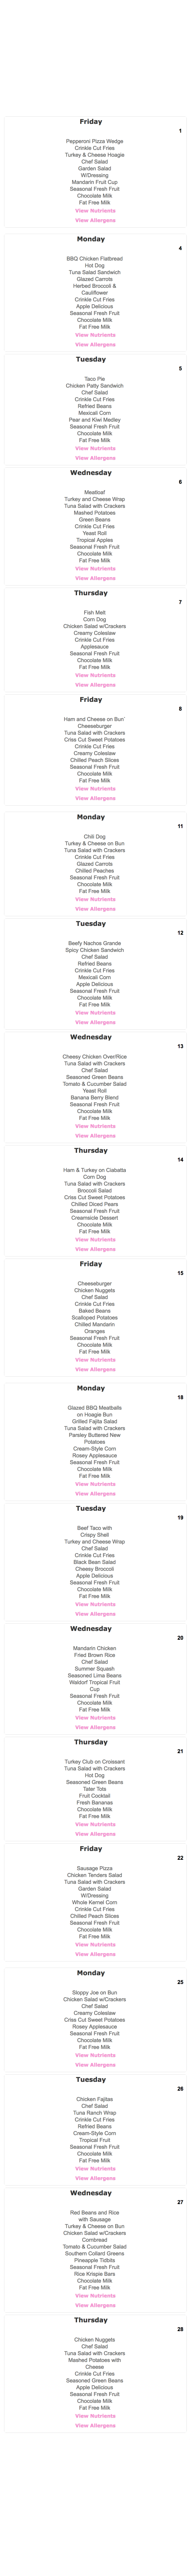 Friday
1
Pepperoni Pizza Wedge
Crinkle Cut Fries
Turkey & Cheese Hoagie
Chef Salad
Garden Salad
W/Dressing
Mandarin Fruit Cup
Seasonal Fresh Fruit
Chocolate Milk
Fat Free Milk
View Nutrients
View Allergens
Monday
4
BBQ Chicken Flatbread
Hot Dog
Tuna Salad Sandwich
Glazed Carrots
Herbed Broccoli &
Cauliflower
Crinkle Cut Fries
Apple Delicious
Seasonal Fresh Fruit
Chocolate Milk
Fat Free Milk
View Nutrients
View Allergens
Tuesday
5
Taco Pie
Chicken Patty Sandwich
Chef Salad
Crinkle Cut Fries
Refried Beans
Mexicali Corn
Pear and Kiwi Medley
Seasonal Fresh Fruit
Chocolate Milk
Fat Free Milk
View Nutrients
View Allergens
Wednesday
6
Meatloaf
Turkey and Cheese Wrap
Tuna Salad with Crackers
Mashed Potatoes
Green Beans
Crinkle Cut Fries
Yeast Roll
Tropical Apples
Seasonal Fresh Fruit
Chocolate Milk
Fat Free Milk
View Nutrients
View Allergens
Thursday
7
Fish Melt
Corn Dog
Chicken Salad w/Crackers
Creamy Coleslaw
Crinkle Cut Fries
Applesauce
Seasonal Fresh Fruit
Chocolate Milk
Fat Free Milk
View Nutrients
View Allergens
Friday
8
Ham and Cheese on Bun'
Cheeseburger
Tuna Salad with Crackers
Criss Cut Sweet Potatoes
Crinkle Cut Fries
Creamy Coleslaw
Chilled Peach Slices
Seasonal Fresh Fruit
Chocolate Milk
Fat Free Milk
View Nutrients
View Allergens
Monday
11
Chili Dog
Turkey & Cheese on Bun
Tuna Salad with Crackers
Crinkle Cut Fries
Glazed Carrots
Chilled Peaches
Seasonal Fresh Fruit
Chocolate Milk
Fat Free Milk
View Nutrients
View Allergens
Tuesday
12
Beefy Nachos Grande
Spicy Chicken Sandwich
Chef Salad
Refried Beans
Crinkle Cut Fries
Mexicali Corn
Apple Delicious
Seasonal Fresh Fruit
Chocolate Milk
Fat Free Milk
View Nutrients
View Allergens
Wednesday
13
Cheesy Chicken Over/Rice
Tuna Salad with Crackers
Chef Salad
Seasoned Green Beans
Tomato & Cucumber Salad
Yeast Roll
Banana Berry Blend
Seasonal Fresh Fruit
Chocolate Milk
Fat Free Milk
View Nutrients
View Allergens
Thursday
14
Ham & Turkey on Ciabatta
Corn Dog
Tuna Salad with Crackers
Broccoli Salad
Criss Cut Sweet Potatoes
Chilled Diced Pears
Seasonal Fresh Fruit
Creamsicle Dessert
Chocolate Milk
Fat Free Milk
View Nutrients
View Allergens
Friday
15
Cheeseburger
Chicken Nuggets
Chef Salad
Crinkle Cut Fries
Baked Beans
Scalloped Potatoes
Chilled Mandarin
Oranges
Seasonal Fresh Fruit
Chocolate Milk
Fat Free Milk
View Nutrients
View Allergens
Monday
18
Glazed BBQ Meatballs
on Hoagie Bun
Grilled Fajita Salad
Tuna Salad with Crackers
Parsley Buttered New
Potatoes
Cream-Style Corn
Rosey Applesauce
Seasonal Fresh Fruit
Chocolate Milk
Fat Free Milk
View Nutrients
View Allergens
Tuesday
19
Beef Taco with
Crispy Shell
Turkey and Cheese Wrap
Chef Salad
Crinkle Cut Fries
Black Bean Salad
Cheesy Broccoli
Apple Delicious
Seasonal Fresh Fruit
Chocolate Milk
Fat Free Milk
View Nutrients
View Allergens
Wednesday
20
Mandarin Chicken
Fried Brown Rice
Chef Salad
Summer Squash
Seasoned Lima Beans
Waldorf Tropical Fruit
Cup
Seasonal Fresh Fruit
Chocolate Milk
Fat Free Milk
View Nutrients
View Allergens
Thursday
21
Turkey Club on Croissant
Tuna Salad with Crackers
Hot Dog
Seasoned Green Beans
Tater Tots
Fruit Cocktail
Fresh Bananas
Chocolate Milk
Fat Free Milk
View Nutrients
View Allergens
Friday
22
Sausage Pizza
Chicken Tenders Salad
Tuna Salad with Crackers
Garden Salad
W/Dressing
Whole Kernel Corn
Crinkle Cut Fries
Chilled Peach Slices
Seasonal Fresh Fruit
Chocolate Milk
Fat Free Milk
View Nutrients
View Allergens
Monday
25
Sloppy Joe on Bun
Chicken Salad w/Crackers
Chef Salad
Creamy Coleslaw
Criss Cut Sweet Potatoes
Rosey Applesauce
Seasonal Fresh Fruit
Chocolate Milk
Fat Free Milk
View Nutrients
View Allergens
Tuesday
26
Chicken Fajitas
Chef Salad
Tuna Ranch Wrap
Crinkle Cut Fries
Refried Beans
Cream-Style Corn
Tropical Fruit
Seasonal Fresh Fruit
Chocolate Milk
Fat Free Milk
View Nutrients
View Allergens
Wednesday
27
Red Beans and Rice
with Sausage
Turkey & Cheese on Bun
Chicken Salad w/Crackers
Cornbread
Tomato & Cucumber Salad
Southern Collard Greens
Pineapple Tidbits
Seasonal Fresh Fruit
Rice Krispie Bars
Chocolate Milk
Fat Free Milk
View Nutrients
View Allergens
Thursday
28
Chicken Nuggets
Chef Salad
Tuna Salad with Crackers
Mashed Potatoes with
Cheese
Crinkle Cut Fries
Seasoned Green Beans
Apple Delicious
Seasonal Fresh Fruit
Chocolate Milk
Fat Free Milk
View Nutrients
View Allergens